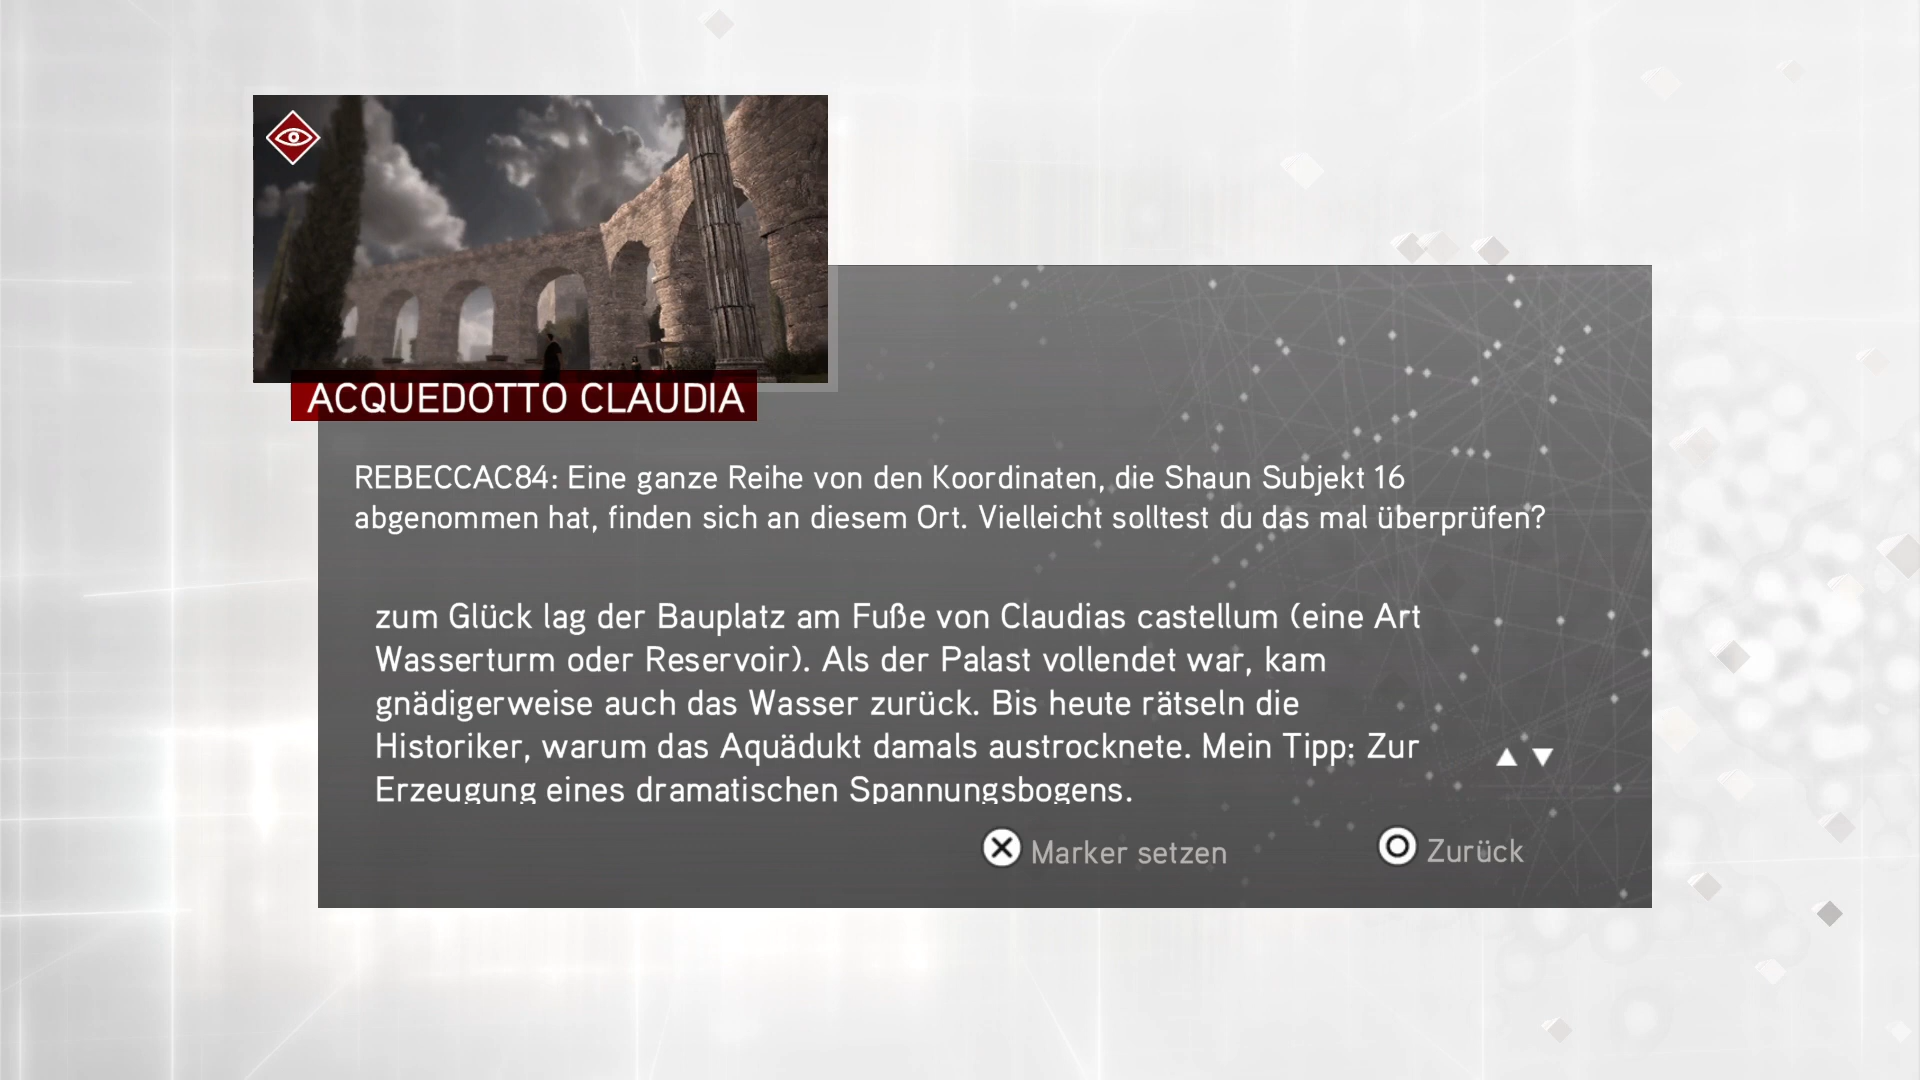 ACQUEDOTTO CLAUDIA
REBECCAC84: Eine ganze Reihe von den Koordinaten, die Shaun Subjekt 16
abgenommen hat, finden sich an diesem Ort. Vielleicht solltest du das mal überprüfen?
zum Glück lag der Bauplatz am Fuße von Claudias castellum (eine Art
Wasserturm oder Reservoir). Als der Palast vollendet war, kam
gnädigerweise auch das Wasser zurück. Bis heute rätseln die
Historiker, warum das Aquädukt damals austrocknete. Mein Tipp: Zur
Erzeugung eines dramatischen Spannungsbogens.
Marker setzen Zurück